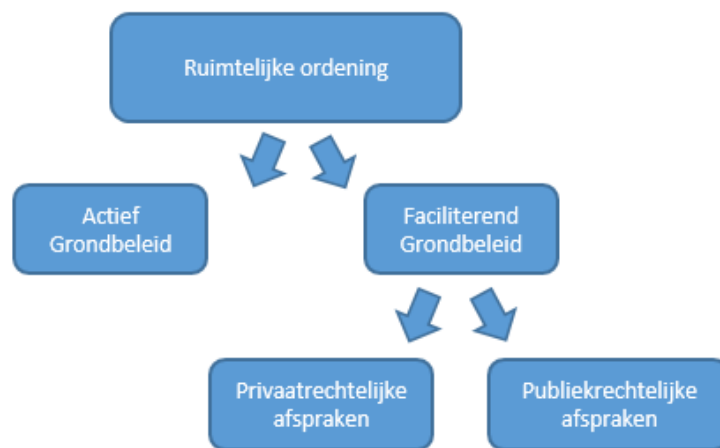 Ruimtelijke ordening
Actief
Grondbeleid
Faciliterend
Grondbeleid
Privaatrechtelijke
afspraken
Publiekrechtelijke
afspraken